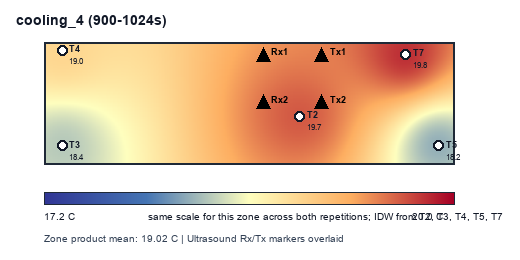 cooling_4 (900-1024s)
T4
19.0
Rx1
Tx1
T7
19.8
Rx2
Tx2
T2
19.7
T3
18.4
T5
18.2
17.2 C
same scale for this zone across both repetitions; IDW from T2, T3, T4, T5, T7
Zone product mean: 19.02 C | Ultrasound Rx/Tx markers overlaid